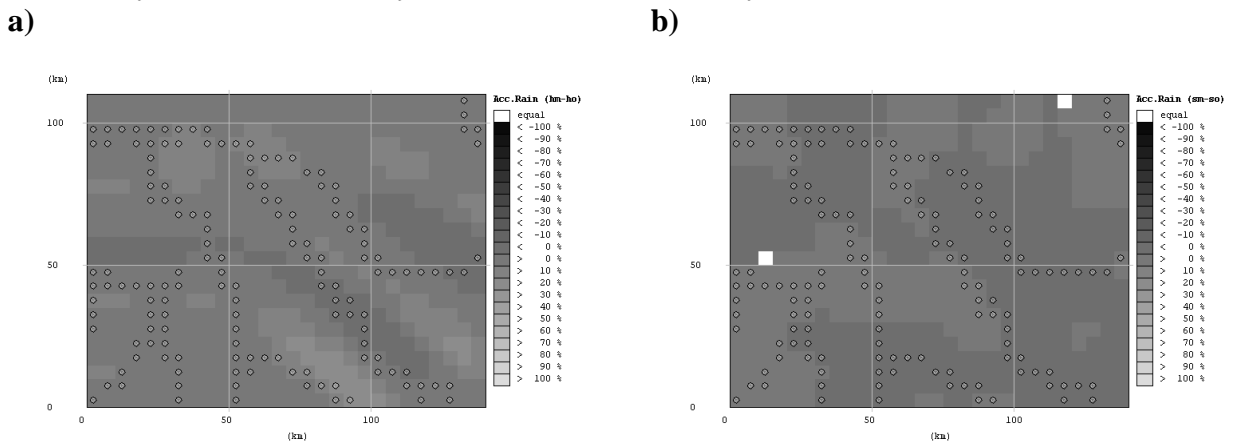 a)
b)
(km)
Acc.Rain (hm-ho)
equal
< -100 %
< -90 %
< -80 %
< -70 %
< -60 %
< -50 %
< -40 %
< -30 %
< -20 %
< -10 %
< 0 %
> 0 %
> 10 %
> 20 %
> 30 %
> 40 %
> 50 %
> 60 %
> 70 %
> 80 %
> 90 %
> 100 %
100
50
0
0 50 100
(km)
(km)
Acc.Rain (sm-so)
equal
< -100 %
< -90 %
< -80 %
< -70 %
< -60 %
< -50 %
< -40 %
< -30 %
< -20 %
< -10 %
< 0 %
> 0 %
> 10 %
> 20 %
> 30 %
> 40 %
> 50 %
> 60 %
> 70 %
> 80 %
> 90 %
> 100 %
100
50
0
0 50 100
(km)